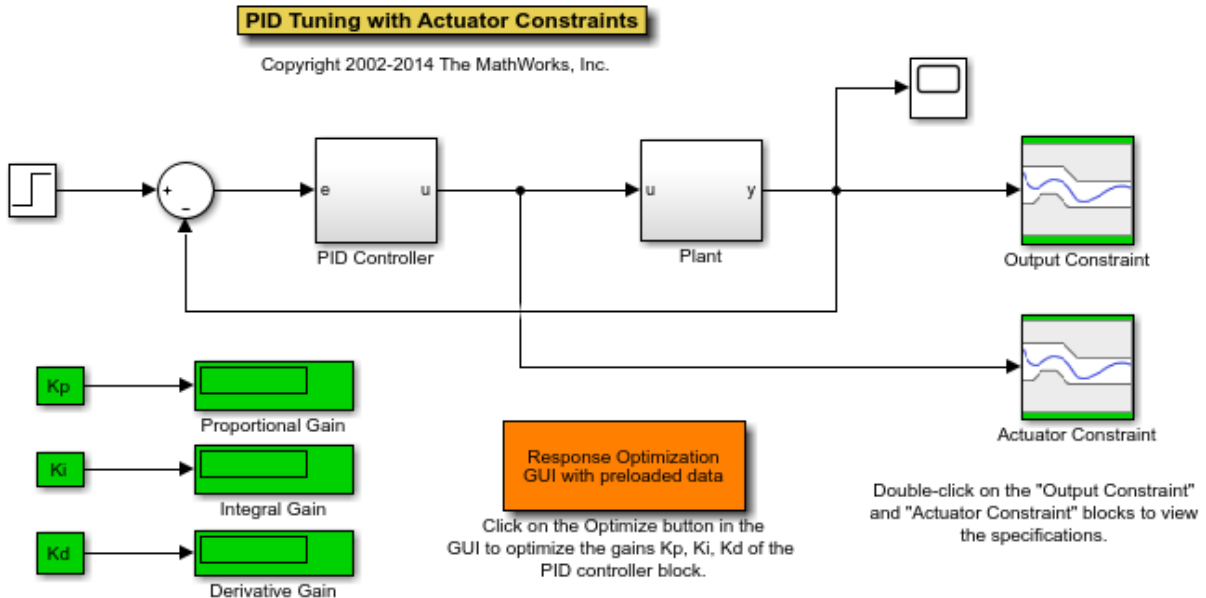 PID Tuning with Actuator Constraints
Copyright 2002-2014 The MathWorks, Inc.
+
-
e
u
PID Controller
u
y
Plant
Output Constraint
Actuator Constraint
Kp
Proportional Gain
Ki
Integral Gain
Kd
Derivative Gain
Response Optimization
GUI with preloaded data
Click on the Optimize button in the
GUI to optimize the gains Kp, Ki, Kd of the
PID controller block.
Double-click on the "Output Constraint"
and "Actuator Constraint" blocks to view
the specifications.